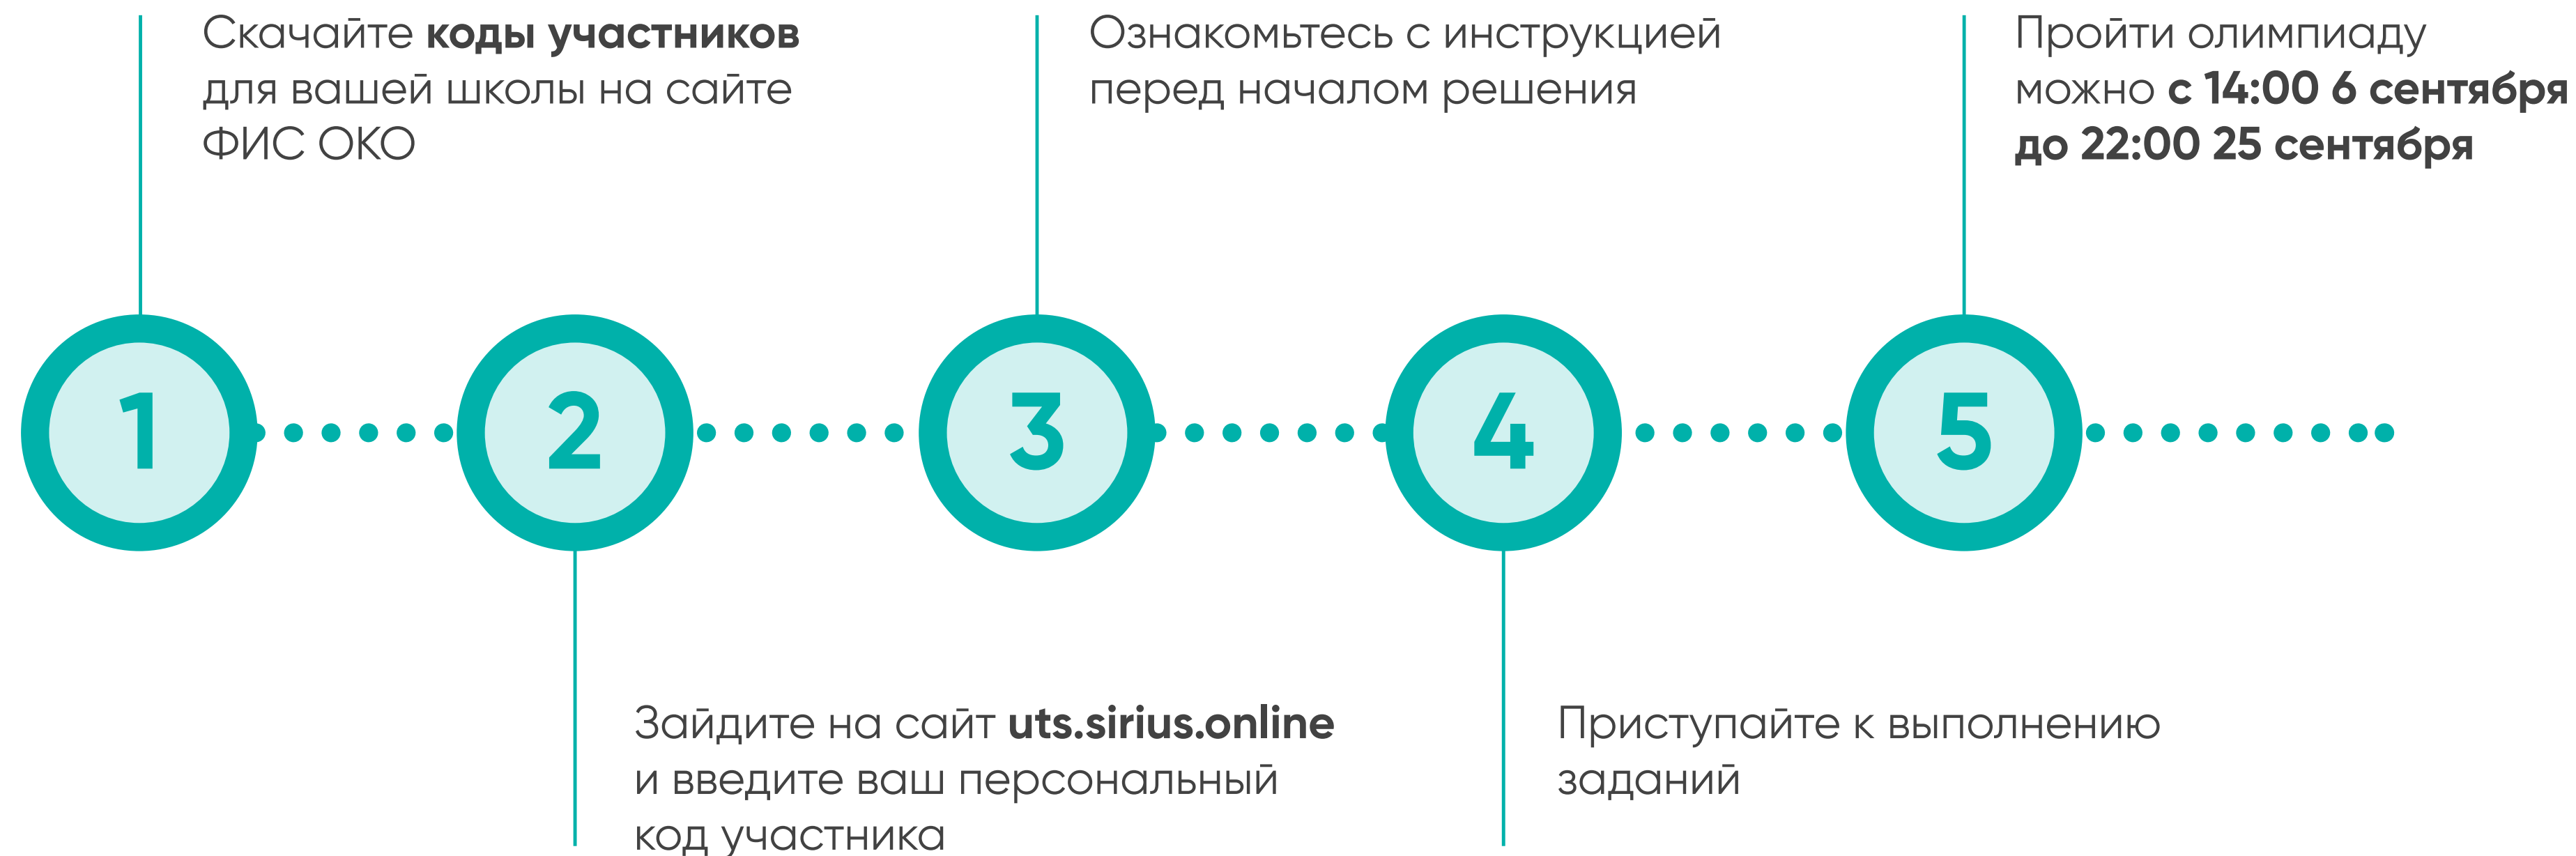 Скачайте коды участников
для вашей школы на сайте
ФИС ОКО
Ознакомьтесь с инструкцией
перед началом решения
Пройти олимпиаду
можно с 14:00 6 сентября
до 22:00 25 сентября
1
2
3
4
5
Зайдите на сайт uts.sirius.online
и введите ваш персональный
код участника
Приступайте к выполнению
заданий